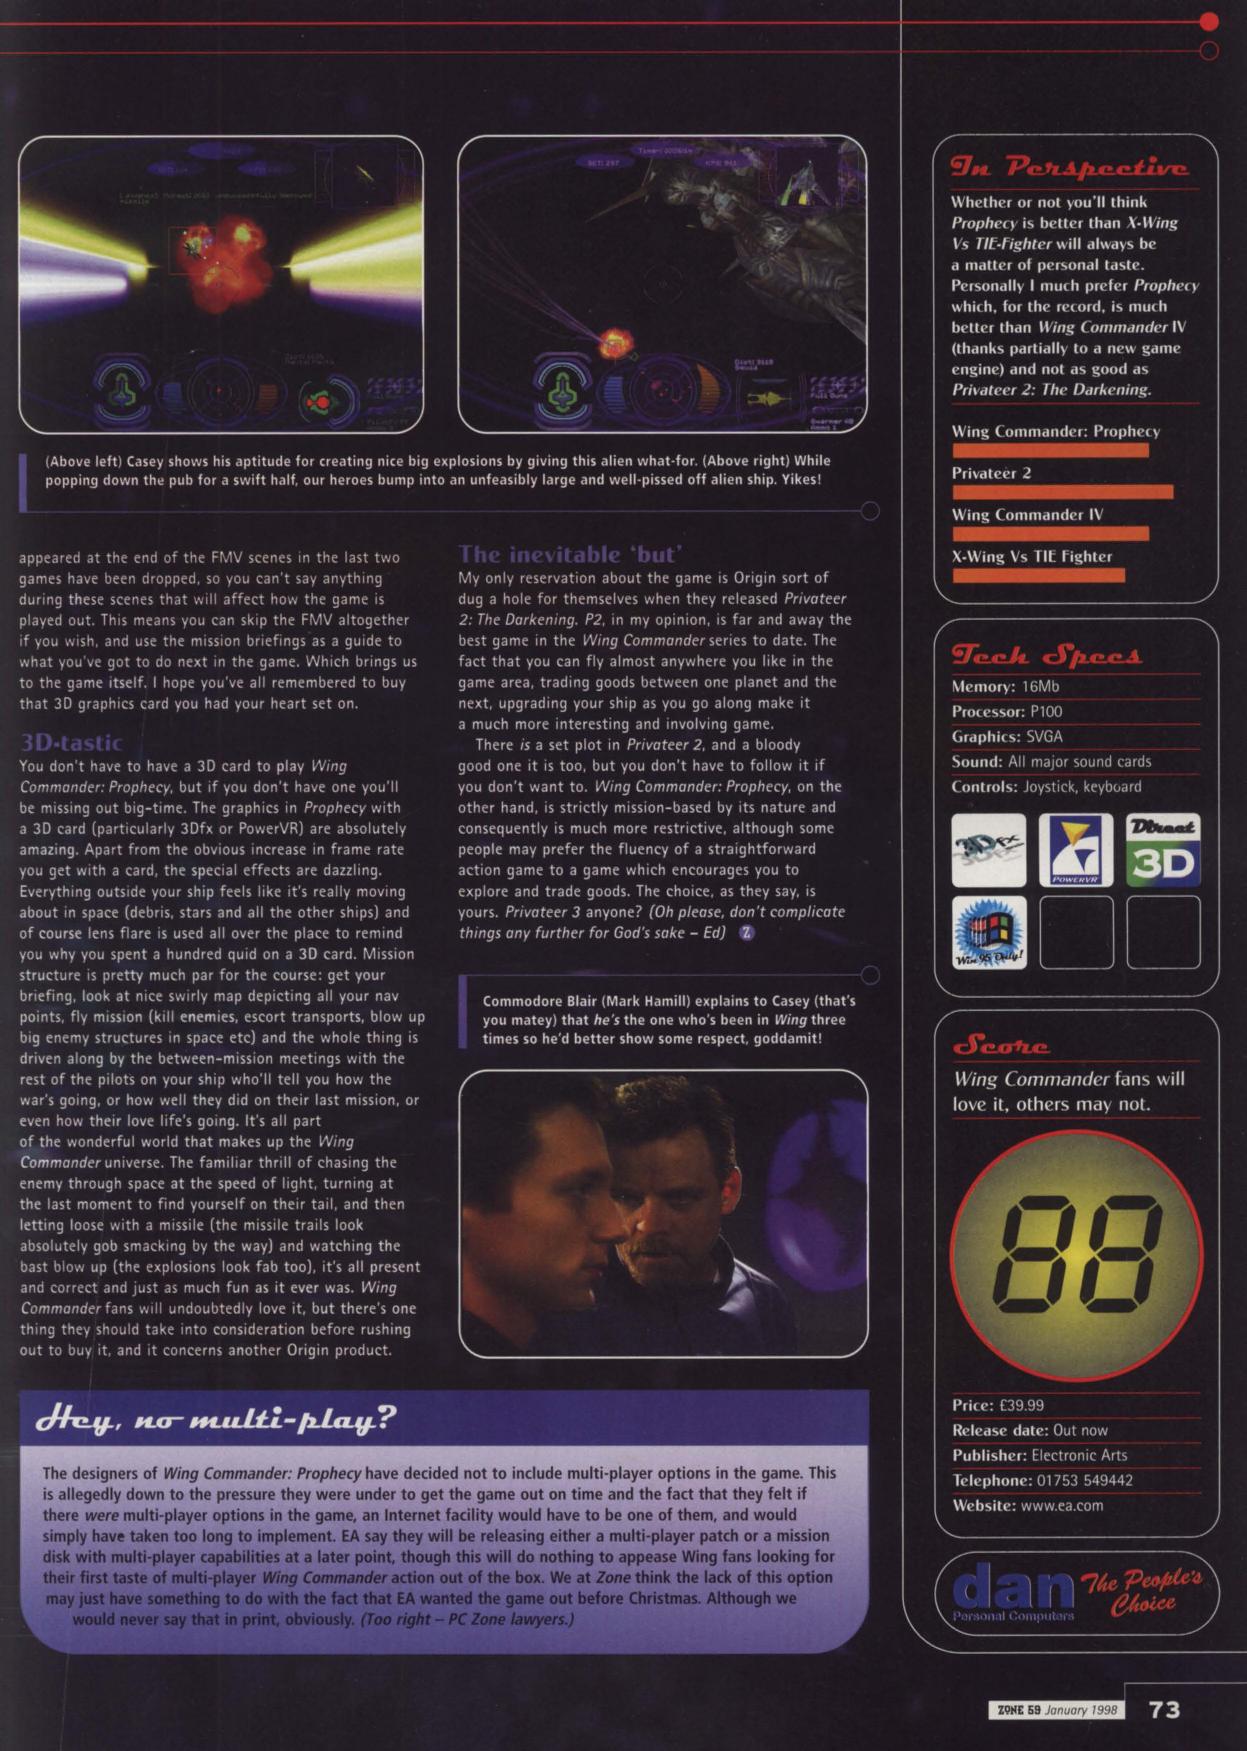 (Above left) Casey shows his aptitude for creating nice big explosions by giving this alien what-for. (Above right) While
popping down the pub for a swift half, our heroes bump into an unfeasibly large and well-pissed off alien ship. Yikes!
appeared at the end of the FMV scenes in the last two
games have been dropped, so you can't say anything
during these scenes that will affect how the game is
played out. This means you can skip the FMV altogether
if you wish, and use the mission briefings as a guide to
what you've got to do next in the game. Which brings us
to the game itself. I hope you've all remembered to buy
that 3D graphics card you had your heart set on.
3D-tastic
You don't have to have a 3D card to play Wing
Commander: Prophecy, but if you don't have one you'll
be missing out big-time. The graphics in Prophecy with
a 3D card (particularly 3Dfx or PowerVR) are absolutely
amazing. Apart from the obvious increase in frame rate
you get with a card, the special effects are dazzling.
Everything outside your ship feels like it's really moving
about in space (debris, stars and all the other ships) and
of course lens flare is used all over the place to remind
you why you spent a hundred quid on a 3D card. Mission
structure is pretty much par for the course: get your
briefing, look at nice swirly map depicting all your nav
points, fly mission (kill enemies, escort transports, blow up
big enemy structures in space etc) and the whole thing is
driven along by the between-mission meetings with the
rest of the pilots on your ship who'll tell you how the
war's going, or how well they did on their last mission, or
even how their love life's going. It's all part
of the wonderful world that makes up the Wing
Commander universe. The familiar thrill of chasing the
enemy through space at the speed of light, turning at
the last moment to find yourself on their tail, and then
letting loose with a missile (the missile trails look
absolutely gob smacking by the way) and watching the
bast blow up (the explosions look fab too), it's all present
and correct and just as much fun as it ever was. Wing
Commander fans will undoubtedly love it, but there's one
thing they should take into consideration before rushing
out to buy it, and it concerns another Origin product.
The inevitable 'but'
My only reservation about the game is Origin sort of
dug a hole for themselves when they released Privateer
2: The Darkening. P2, in my opinion, is far and away the
best game in the Wing Commander series to date. The
fact that you can fly almost anywhere you like in the
game area, trading goods between one planet and the
next, upgrading your ship as you go along make it
a much more interesting and involving game.
There is a set plot in Privateer 2, and a bloody
good one it is too, but you don't have to follow it if
you don't want to. Wing Commander: Prophecy, on the
other hand, is strictly mission-based by its nature and
consequently is much more restrictive, although some
people may prefer the fluency of a straightforward
action game to a game which encourages you to
explore and trade goods. The choice, as they say, is
yours. Privateer 3 anyone? (Oh please, don't complicate
things any further for God's sake – Ed) Z
Commodore Blair (Mark Hamill) explains to Casey (that's
you matey) that he's the one who's been in Wing three
times so he'd better show some respect, goddamit!
Hey, no multi-play?
The designers of Wing Commander: Prophecy have decided not to include multi-player options in the game. This
is allegedly down to the pressure they were under to get the game out on time and the fact that they felt if
there were multi-player options in the game, an Internet facility would have to be one of them, and would
simply have taken too long to implement. EA say they will be releasing either a multi-player patch or a mission
disk with multi-player capabilities at a later point, though this will do nothing to appease Wing fans looking for
their first taste of multi-player Wing Commander action out of the box. We at Zone think the lack of this option
may just have something to do with the fact that EA wanted the game out before Christmas. Although we
would never say that in print, obviously. (Too right – PC Zone lawyers.)
In Perspective
Whether or not you'll think
Prophecy is better than X-Wing
Vs TIE-Fighter will always be
a matter of personal taste.
Personally I much prefer Prophecy
which, for the record, is much
better than Wing Commander IV
(thanks partially to a new game
engine) and not as good as
Privateer 2: The Darkening.
Wing Commander: Prophecy
Privateer 2
Wing Commander IV
X-Wing Vs TIE Fighter
Tech Specs
Memory: 16Mb
Processor: P100
Graphics: SVGA
Sound: All major sound cards
Controls: Joystick, keyboard
3Dfx
POWERVR
Direct
3D
Win 95 Only!
Score
Wing Commander fans will
love it, others may not.
88
Price: £39.99
Release date: Out now
Publisher: Electronic Arts
Telephone: 01753 549442
Website: www.ea.com
dan
Personal Computers
The People's
Choice
ZONE 59 January 1998 73